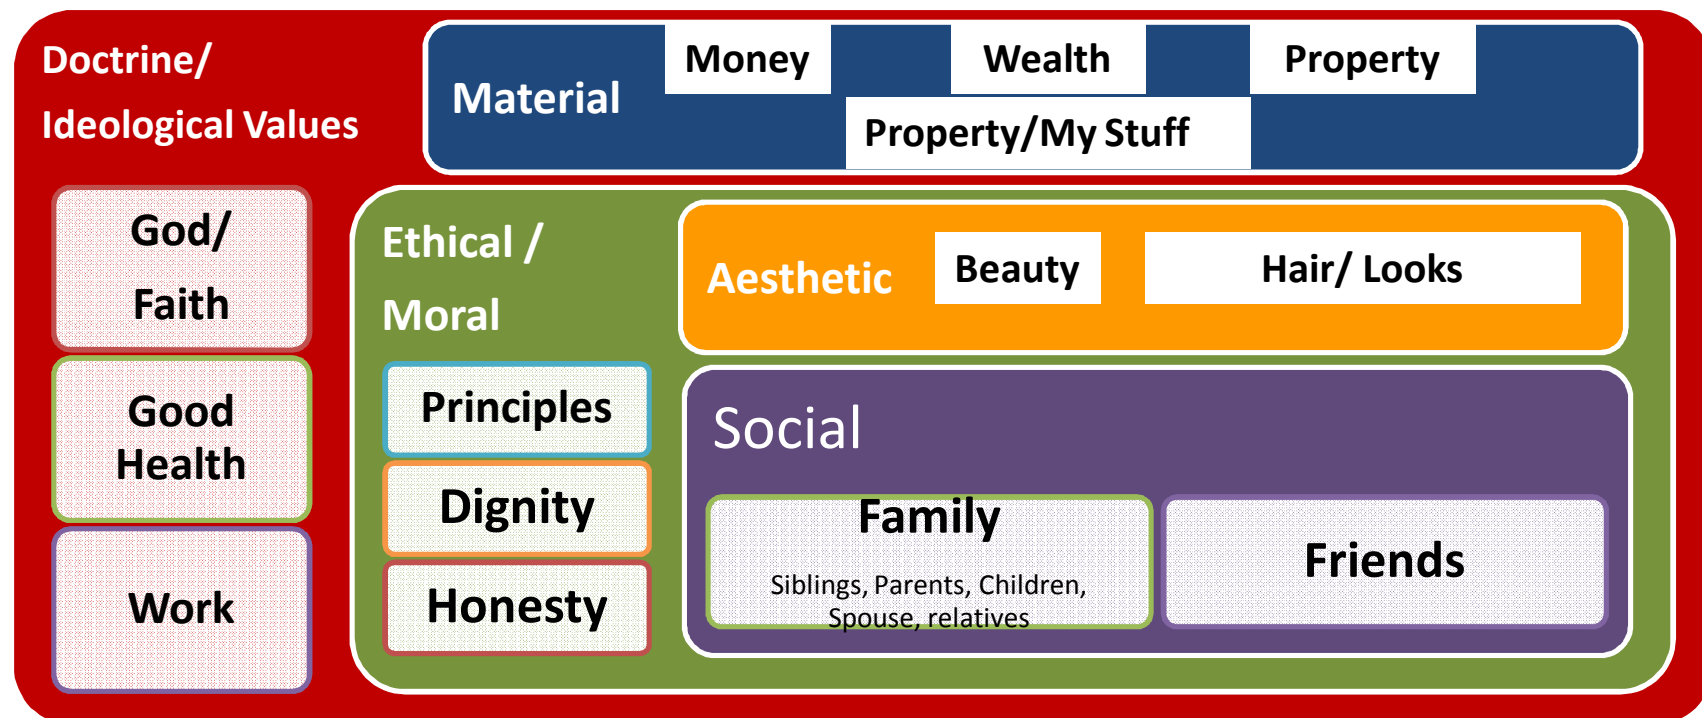 Doctrine/
Ideological Values
Material
Money
Wealth
Property
Property/My Stuff
God/
Faith
Good
Health
Work
Ethical /
Moral
Principles
Dignity
Honesty
Aesthetic
Beauty
Hair/ Looks
Social
Family
Siblings, Parents, Children,
Spouse, relatives
Friends